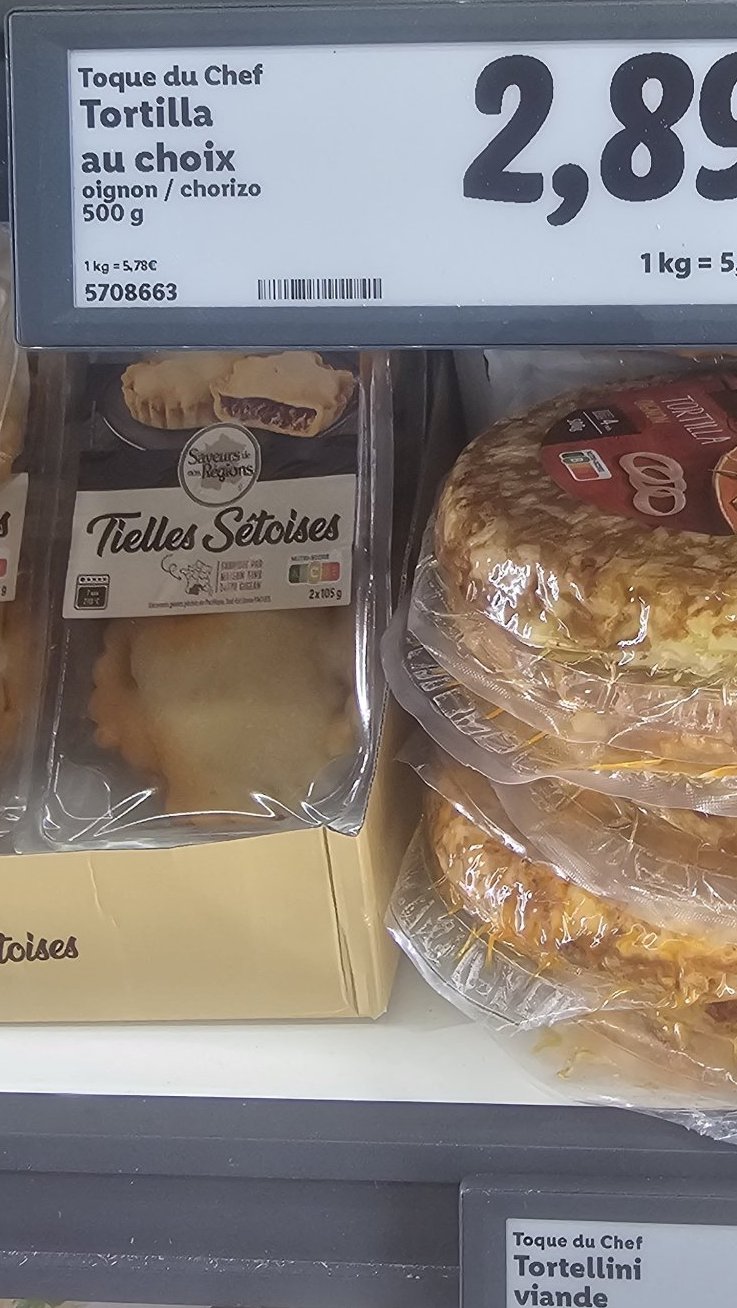 Toque du Chef
Tortilla
au choix
oignon / chorizo
500 g
2,89
1 kg = 5,78€
1 kg = 5,
5708663
Saveurs de
nos Régions
Tielles Sétoises
2x105g
TORTILLA
toises
Toque du Chef
Tortellini
viande